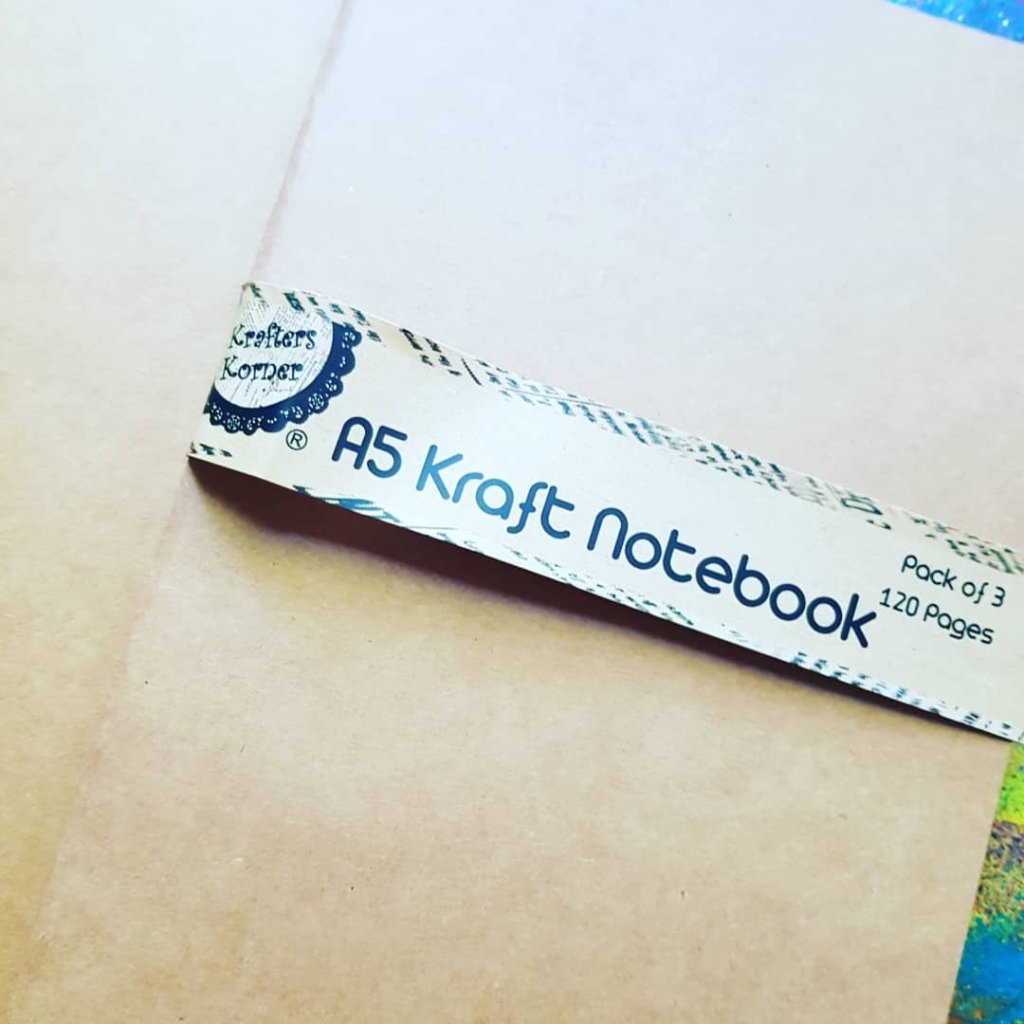 Krafters
Korner
®
A5 Kraft Notebook
Pack of 3
120 Pages